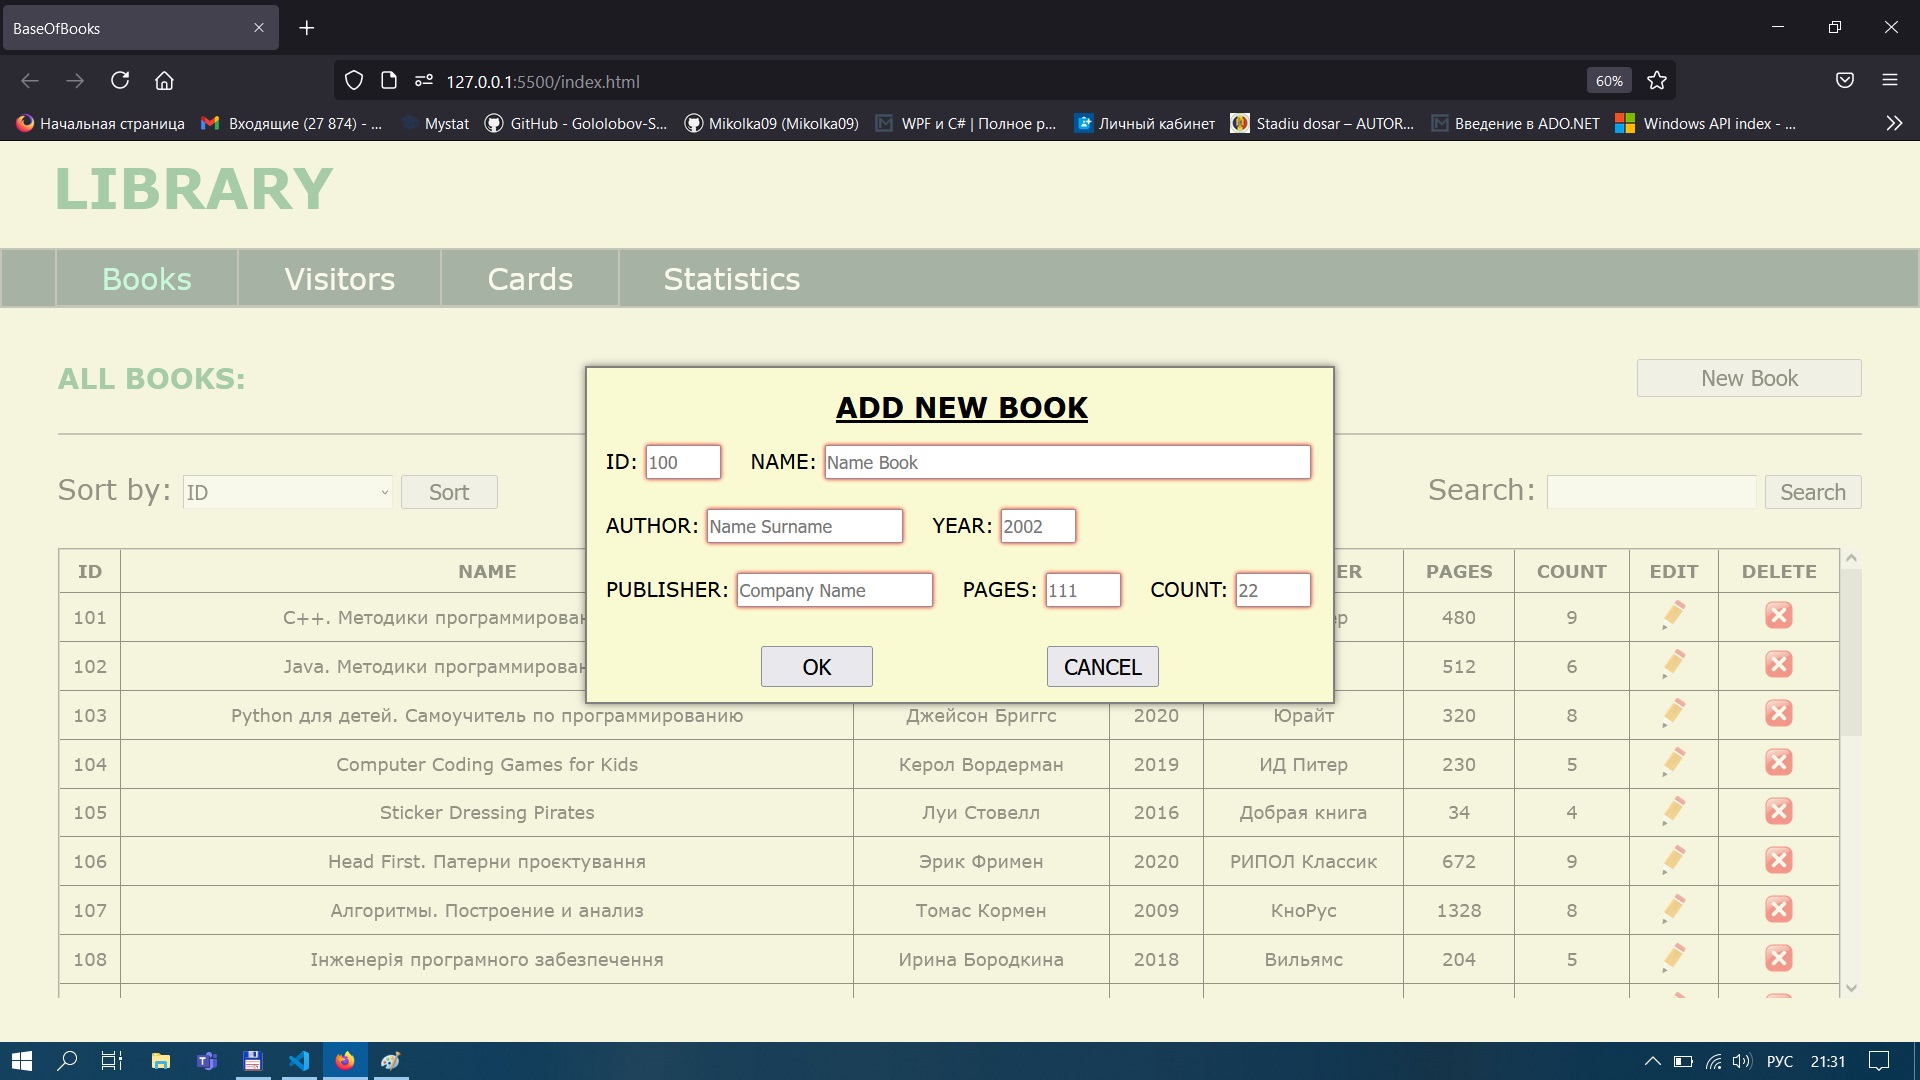 BaseOfBooks
127.0.0.1:5500/index.html
60%
Начальная страница
Входящие (27 874) - ...
Mystat
GitHub - Gololobov-S...
Mikolka09 (Mikolka09)
WPF и C# | Полное р...
Личный кабинет
Stadiu dosar – AUTOR...
Введение в ADO.NET
Windows API index - ...
LIBRARY
Books Visitors Cards Statistics
ALL BOOKS:
New Book
Sort by: ID Sort
Search: Search
ADD NEW BOOK
ID: 100 NAME: Name Book
AUTHOR: Name Surname YEAR: 2002
PUBLISHER: Company Name PAGES: 111 COUNT: 22
OK CANCEL
ID NAME ER PAGES COUNT EDIT DELETE
101 C++. Методики программирован р 480 9
102 Java. Методики программирован 512 6
103 Python для детей. Самоучитель по программированию Джейсон Бриггс 2020 Юрайт 320 8
104 Computer Coding Games for Kids Керол Вордерман 2019 ИД Питер 230 5
105 Sticker Dressing Pirates Луи Стовелл 2016 Добрая книга 34 4
106 Head First. Патерни проєктування Эрик Фримен 2020 РИПОЛ Классик 672 9
107 Алгоритмы. Построение и анализ Томас Кормен 2009 КноРус 1328 8
108 Інженерія програмного забезпечення Ирина Бородкина 2018 Вильямс 204 5
РУС 21:31